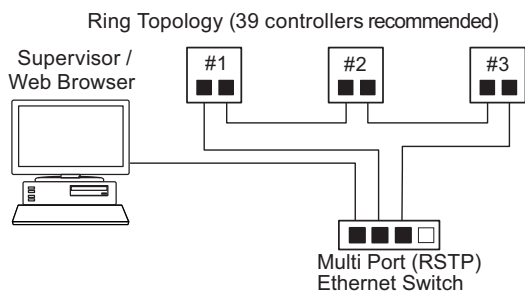 Ring Topology (39 controllers recommended)
Supervisor /
Web Browser
#1
#2
#3
Multi Port (RSTP)
Ethernet Switch